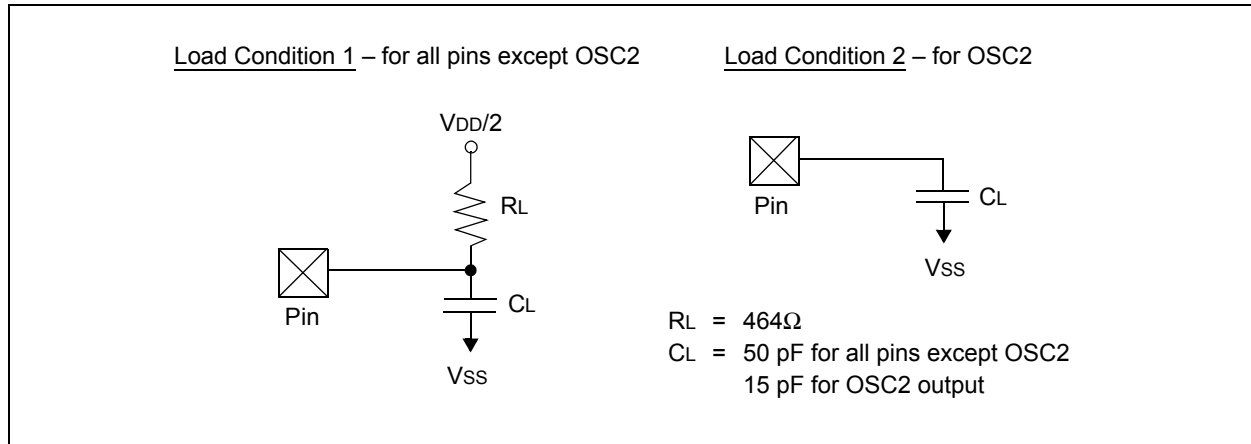 Load Condition 1 – for all pins except OSC2
VDD/2
RL
Pin
CL
VSS
Load Condition 2 – for OSC2
Pin
CL
VSS
RL = 464Ω
CL = 50 pF for all pins except OSC2
15 pF for OSC2 output